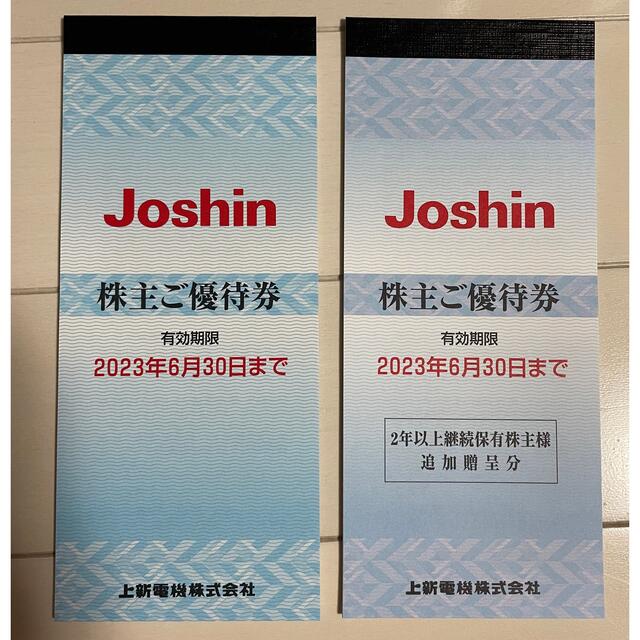 Joshin
株主ご優待券
有効期限
2023年6月30日まで
上新電機株式会社
Joshin
株主ご優待券
有効期限
2023年6月30日まで
2年以上継続保有株主様
追加贈呈分
上新電機株式会社